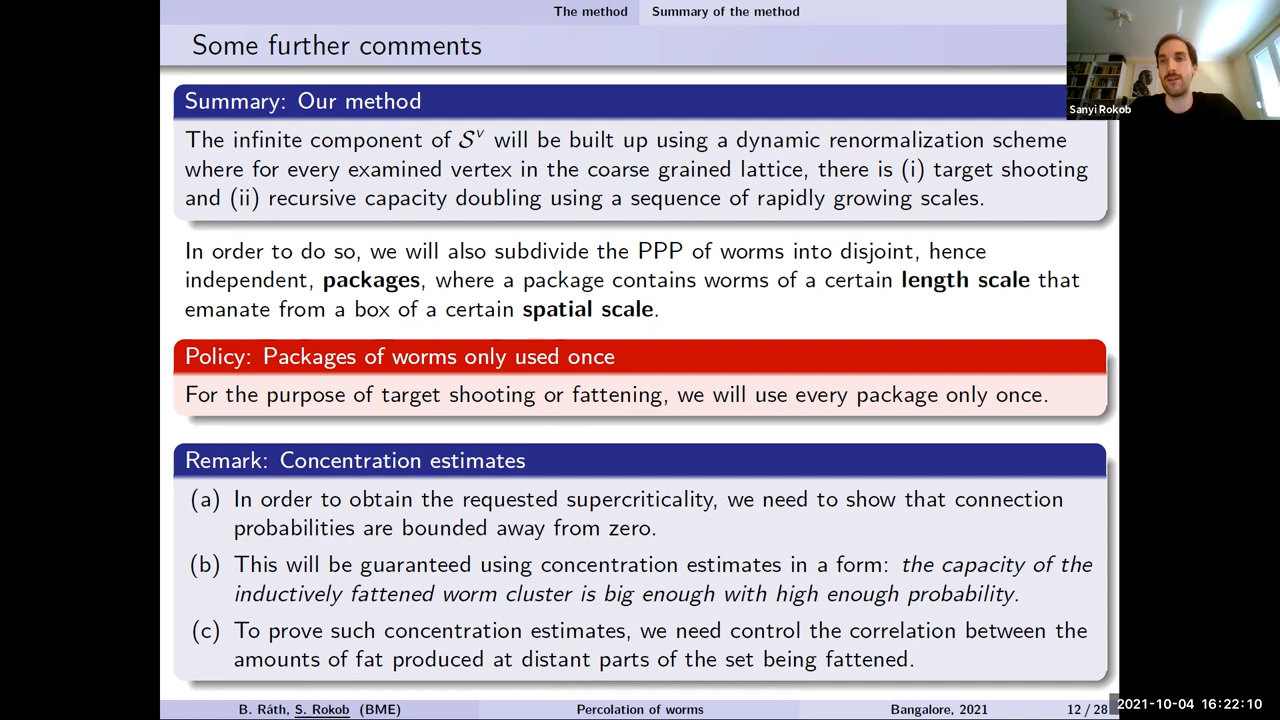 The method Summary of the method
Some further comments
Sanyi Rokob
Summary: Our method
The infinite component of 𝒮ᵛ will be built up using a dynamic renormalization scheme
where for every examined vertex in the coarse grained lattice, there is (i) target shooting
and (ii) recursive capacity doubling using a sequence of rapidly growing scales.
In order to do so, we will also subdivide the PPP of worms into disjoint, hence
independent, packages, where a package contains worms of a certain length scale that
emanate from a box of a certain spatial scale.
Policy: Packages of worms only used once
For the purpose of target shooting or fattening, we will use every package only once.
Remark: Concentration estimates
(a) In order to obtain the requested supercriticality, we need to show that connection
probabilities are bounded away from zero.
(b) This will be guaranteed using concentration estimates in a form: the capacity of the
inductively fattened worm cluster is big enough with high enough probability.
(c) To prove such concentration estimates, we need control the correlation between the
amounts of fat produced at distant parts of the set being fattened.
B. Ráth, S. Rokob (BME) Percolation of worms Bangalore, 2021 12 / 28
2021-10-04 16:22:10